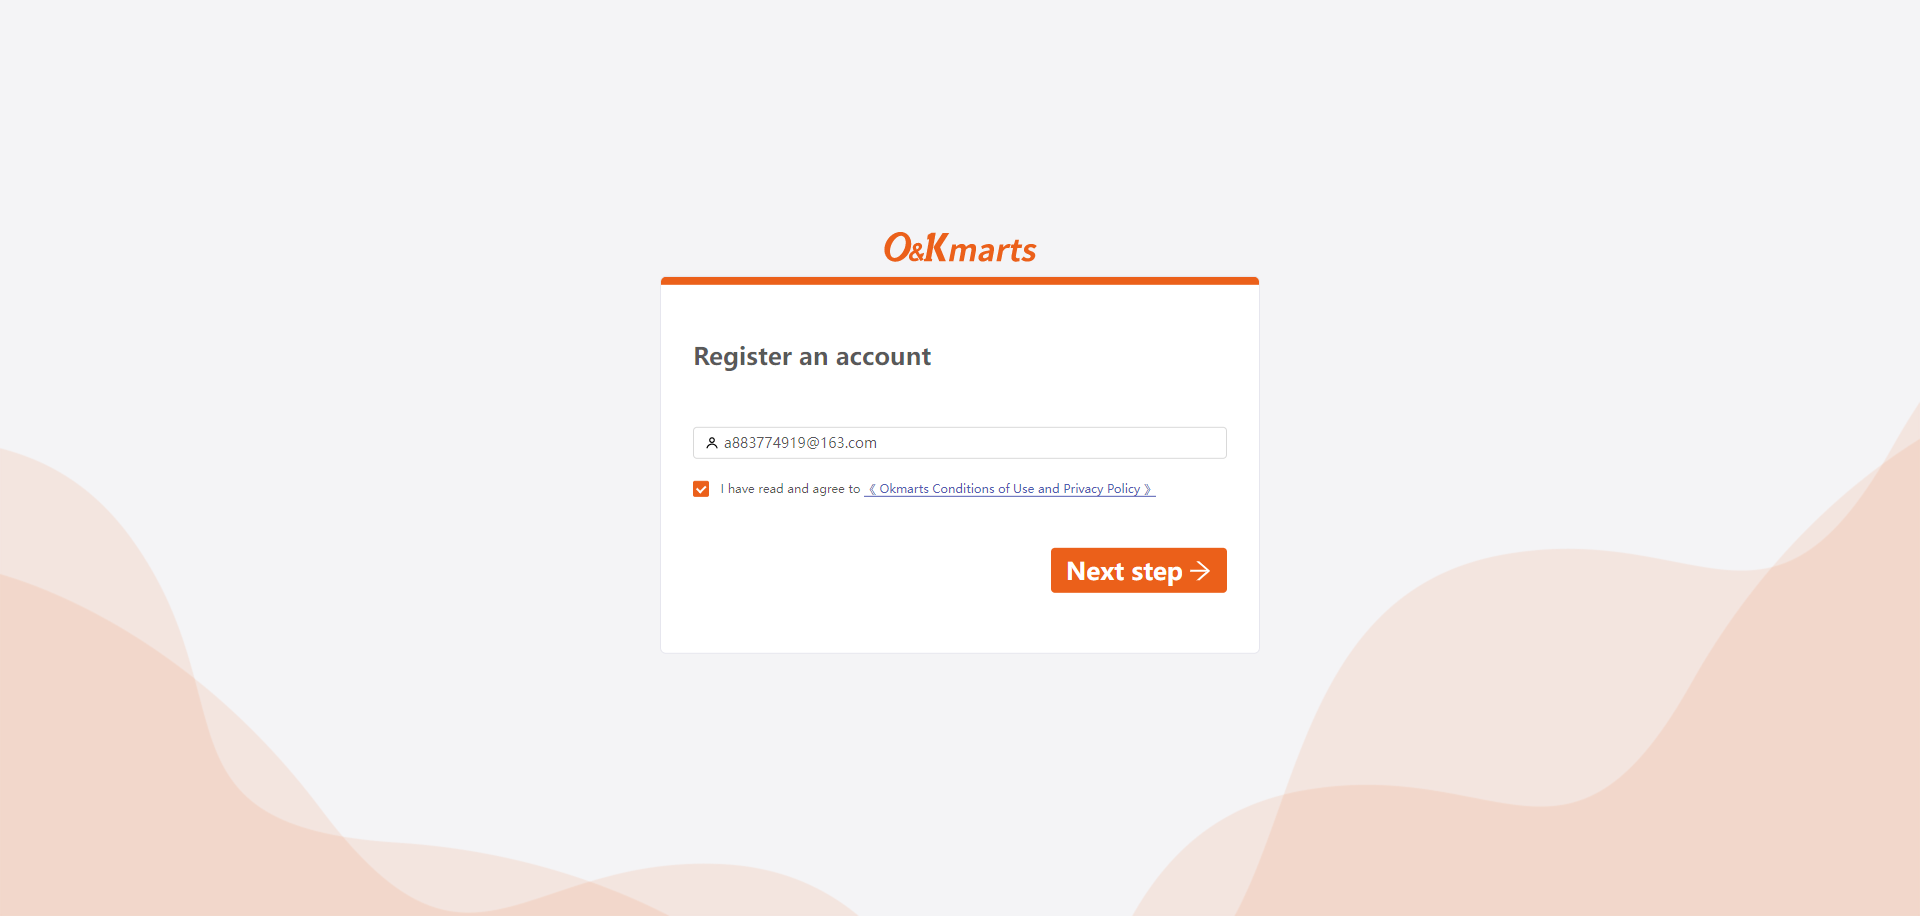 O&Kmarts
Register an account
a883774919@163.com
I have read and agree to 《 Okmarts Conditions of Use and Privacy Policy 》
Next step